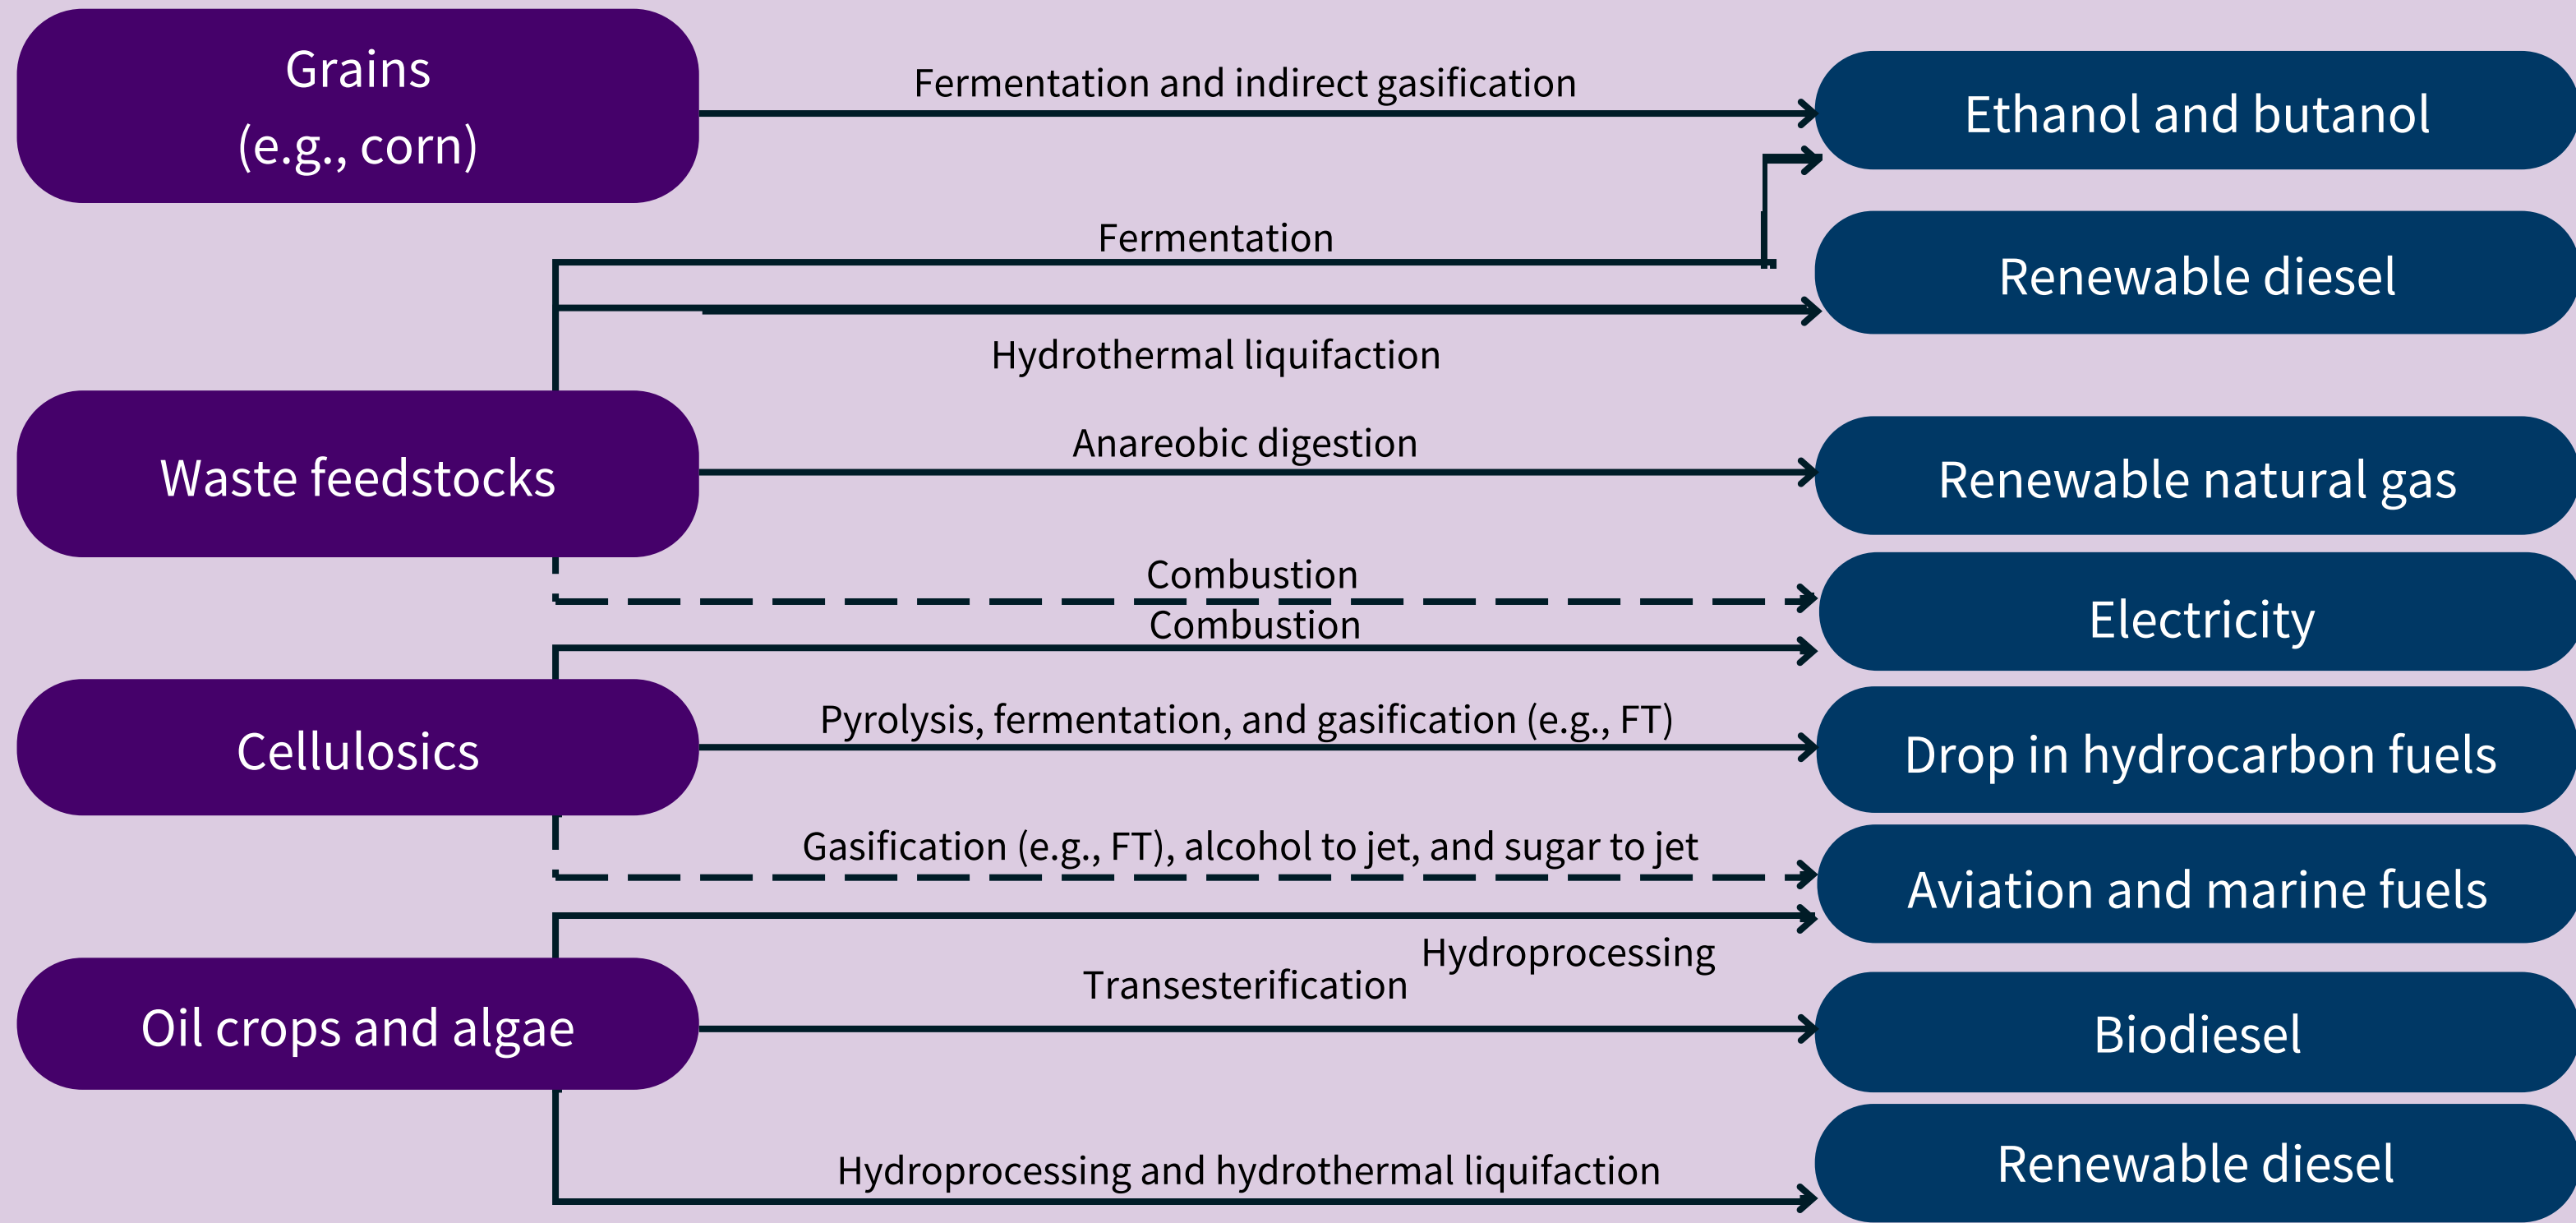 Grains
(e.g., corn)
Fermentation and indirect gasification
Ethanol and butanol
Fermentation
Renewable diesel
Hydrothermal liquifaction
Waste feedstocks
Anareobic digestion
Renewable natural gas
Combustion
Combustion
Electricity
Cellulosics
Pyrolysis, fermentation, and gasification (e.g., FT)
Drop in hydrocarbon fuels
Gasification (e.g., FT), alcohol to jet, and sugar to jet
Aviation and marine fuels
Hydroprocessing
Transesterification
Oil crops and algae
Biodiesel
Hydroprocessing and hydrothermal liquifaction
Renewable diesel